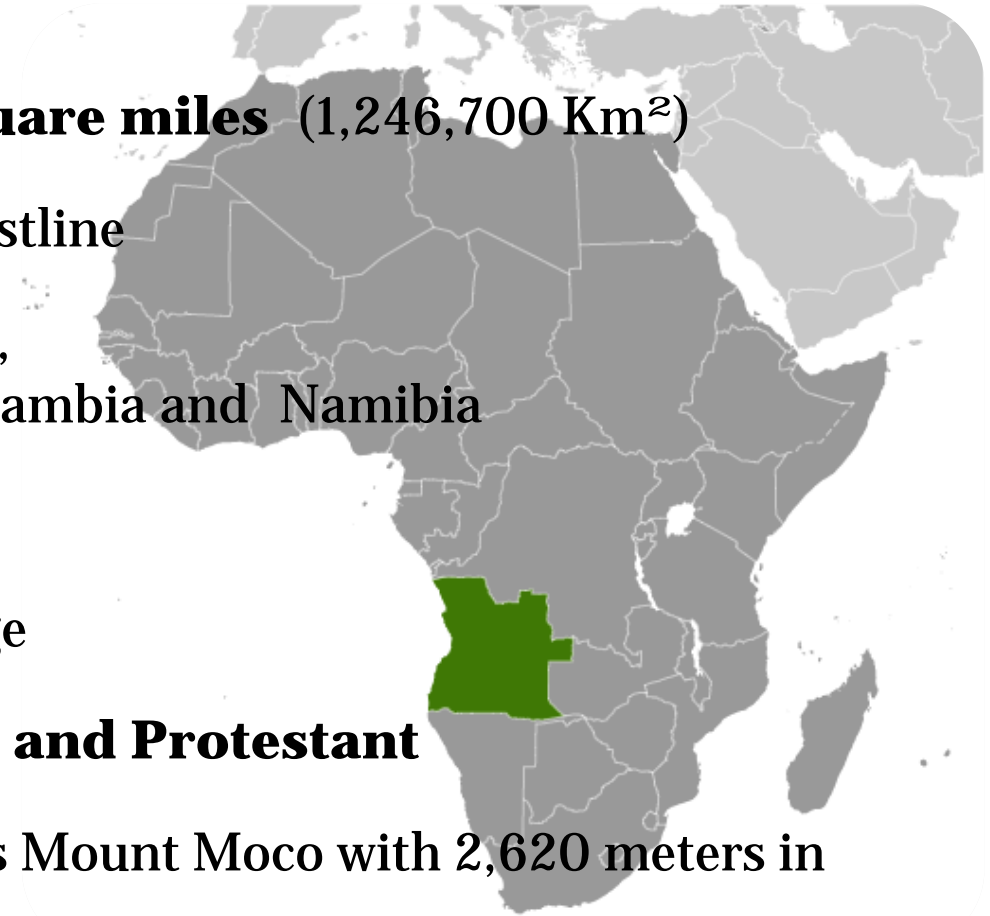 uare miles (1,246,700 Km²)
stline
,
ambia and Namibia
ge
and Protestant
s Mount Moco with 2,620 meters in